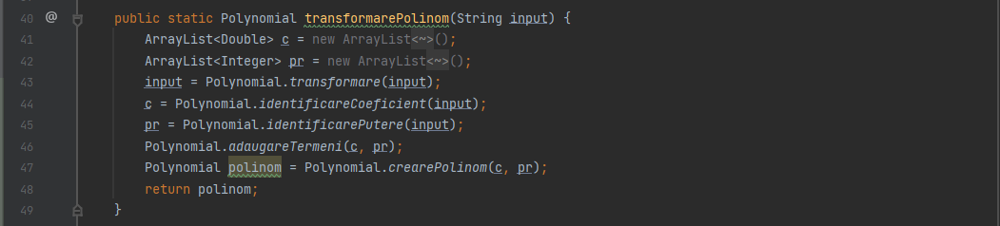 40 @ public static Polynomial transformarePolinom(String input) {
41 ArrayList<Double> c = new ArrayList<~>();
42 ArrayList<Integer> pr = new ArrayList<~>();
43 input = Polynomial.transformare(input);
44 c = Polynomial.identificareCoeficient(input);
45 pr = Polynomial.identificarePutere(input);
46 Polynomial.adaugareTermeni(c, pr);
47 Polynomial polinom = Polynomial.crearePolinom(c, pr);
48 return polinom;
49 }